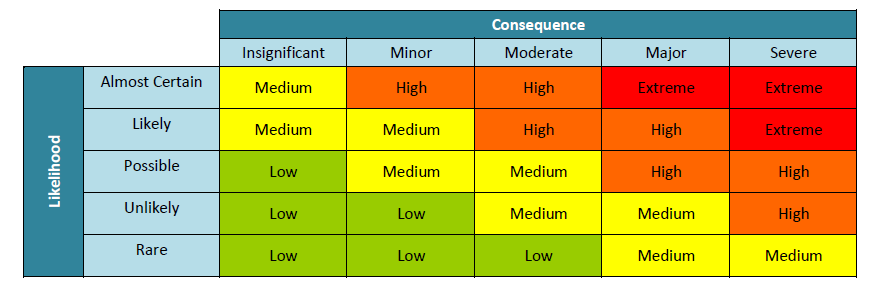 Consequence
Insignificant Minor Moderate Major Severe
Likelihood
Almost Certain Medium High High Extreme Extreme
Likely Medium Medium High High Extreme
Possible Low Medium Medium High High
Unlikely Low Low Medium Medium High
Rare Low Low Low Medium Medium